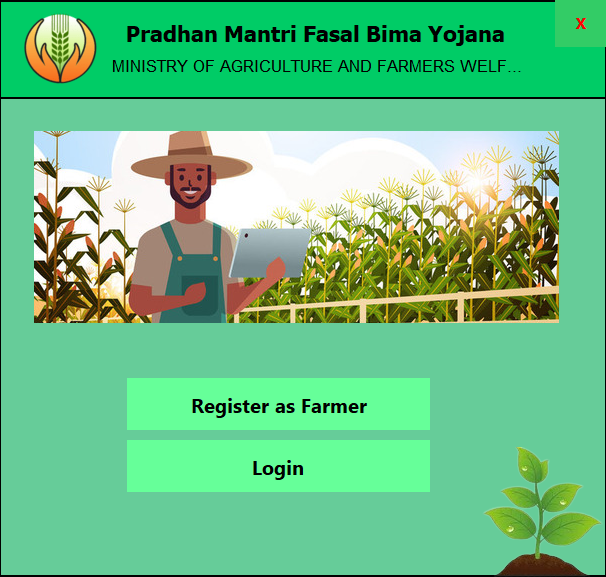 Pradhan Mantri Fasal Bima Yojana
X
MINISTRY OF AGRICULTURE AND FARMERS WELF...
Register as Farmer
Login